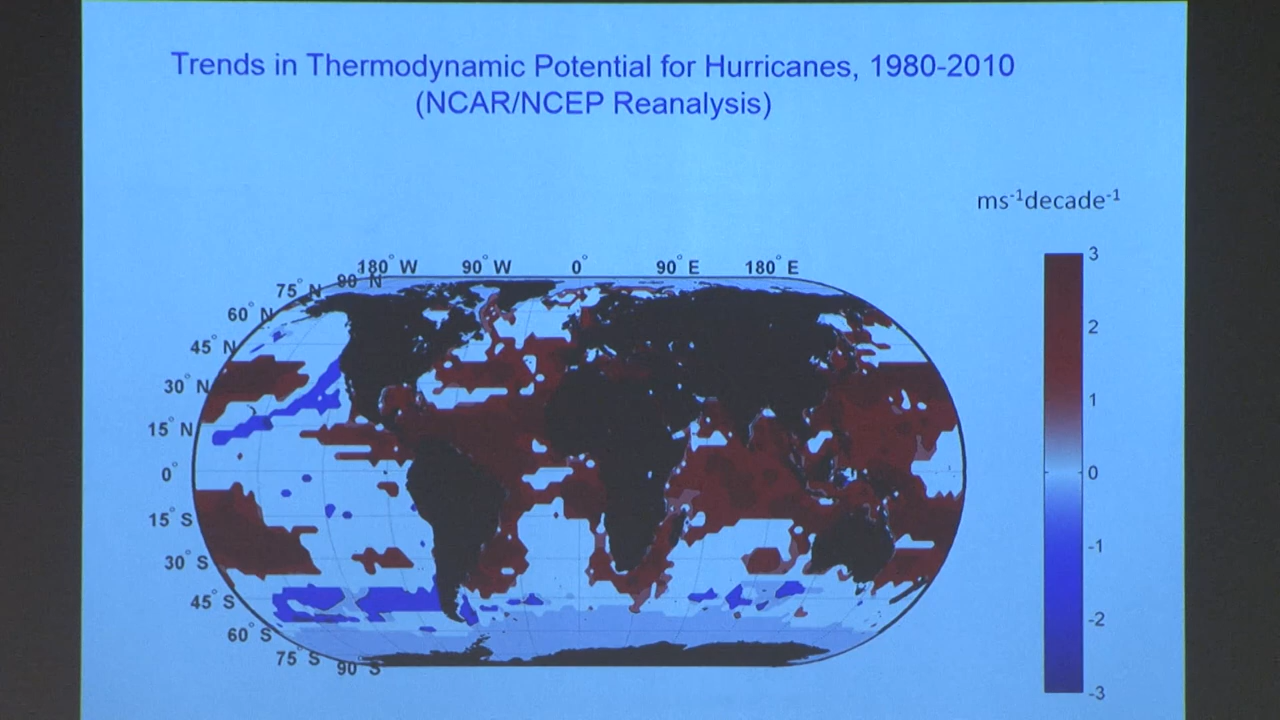 Trends in Thermodynamic Potential for Hurricanes, 1980-2010
(NCAR/NCEP Reanalysis)
ms⁻¹decade⁻¹
180° W 90° W 0° 90° E 180° E
90° N
75° N
60° N
45° N
30° N
15° N
0°
15° S
30° S
45° S
60° S
75° S
90° S
3
2
1
0
-1
-2
-3